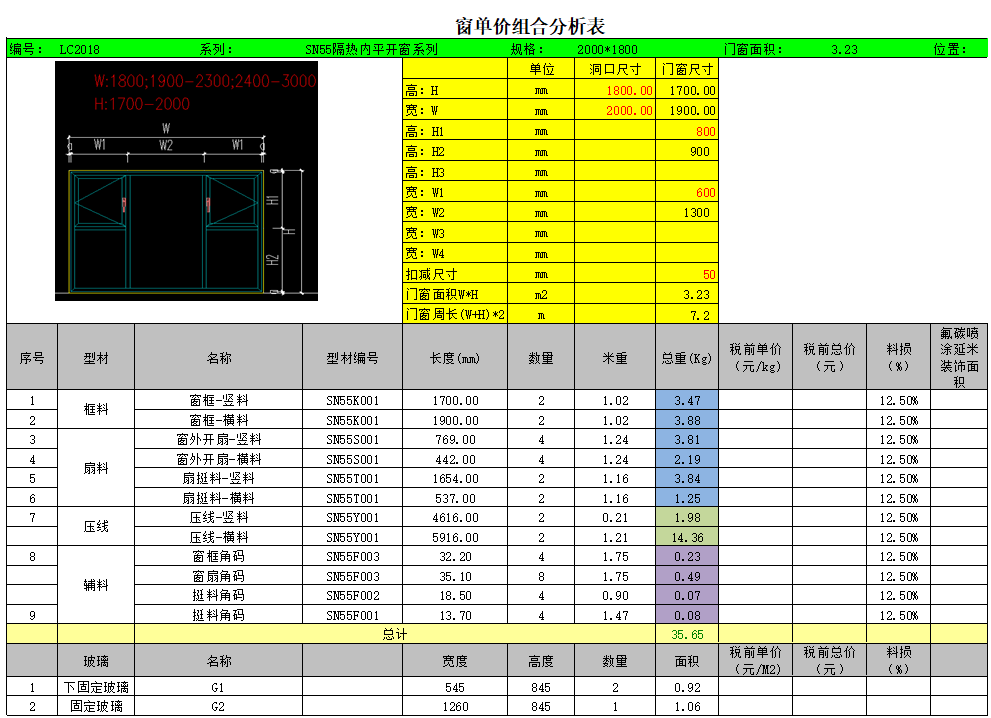 窗单价组合分析表
编号： LC2018 系列： SN55隔热内平开窗系列 规格： 2000*1800 门窗面积： 3.23 位置：
W:1800;1900-2300;2400-3000
H:1700-2000
W
W1 W2 W1
H1
H
H2
单位 洞口尺寸 门窗尺寸
高：H mm 1800.00 1700.00
宽：W mm 2000.00 1900.00
高：H1 mm 800
高：H2 mm 900
高：H3 mm
宽：W1 mm 600
宽：W2 mm 1300
宽：W3 mm
宽：W4 mm
扣减尺寸 mm 50
门窗面积W*H m2 3.23
门窗周长(W+H)*2 m 7.2
序号 型材 名称 型材编号 长度(mm) 数量 米重 总重(Kg) 税前单价（元/kg） 税前总价（元） 料损（%） 氟碳喷涂延米装饰面积
1 框料 窗框-竖料 SN55K001 1700.00 2 1.02 3.47 12.50%
2 窗框-横料 SN55K001 1900.00 2 1.02 3.88 12.50%
3 扇料 窗外开扇-竖料 SN55S001 769.00 4 1.24 3.81 12.50%
4 窗外开扇-横料 SN55S001 442.00 4 1.24 2.19 12.50%
5 扇挺料-竖料 SN55T001 1654.00 2 1.16 3.84 12.50%
6 扇挺料-横料 SN55T001 537.00 2 1.16 1.25 12.50%
7 压线 压线-竖料 SN55Y001 4616.00 2 0.21 1.98 12.50%
压线-横料 SN55Y001 5916.00 2 1.21 14.36 12.50%
8 辅料 窗框角码 SN55F003 32.20 4 1.75 0.23 12.50%
窗扇角码 SN55F003 35.10 8 1.75 0.49 12.50%
挺料角码 SN55F002 18.50 4 0.90 0.07 12.50%
9 挺料角码 SN55F001 13.70 4 1.47 0.08 12.50%
总计 35.65
玻璃 名称 宽度 高度 数量 面积 税前单价（元/M2） 税前总价（元） 料损（%）
1 下固定玻璃 G1 545 845 2 0.92
2 固定玻璃 G2 1260 845 1 1.06